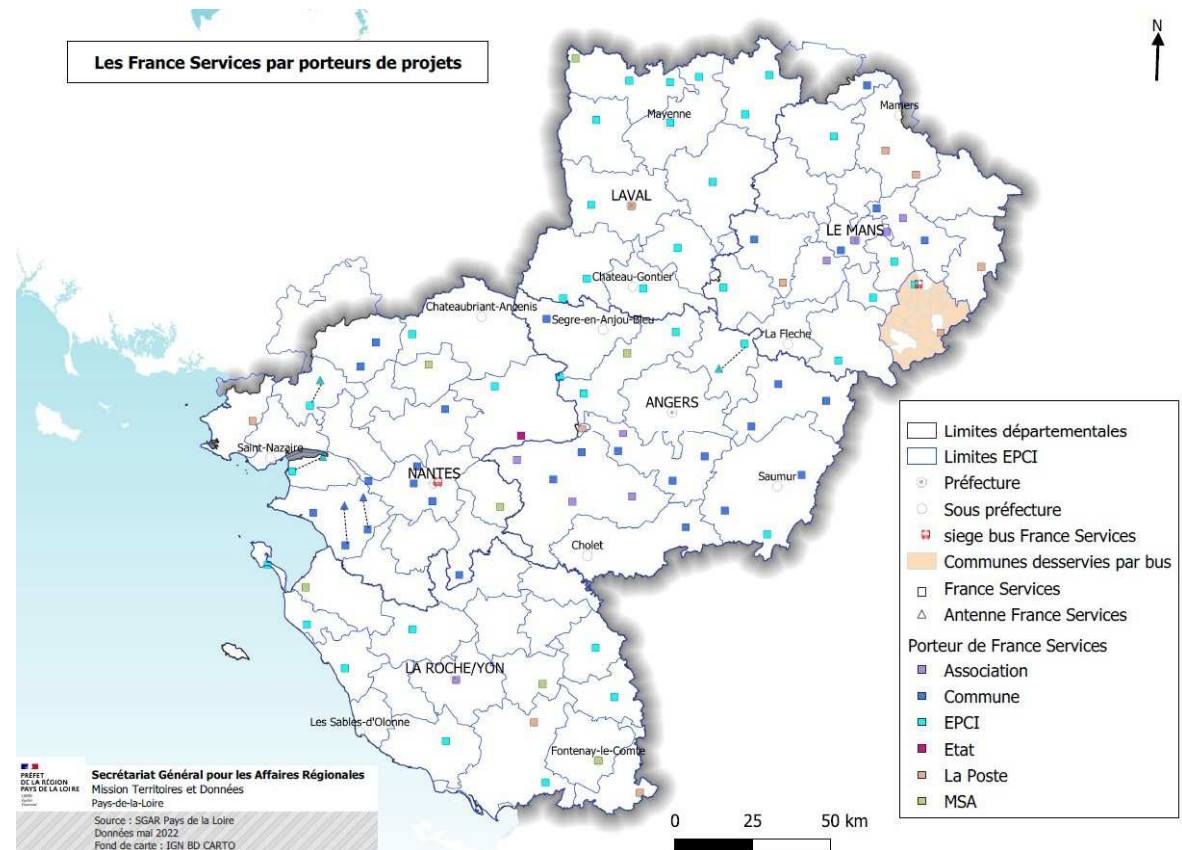 Les France Services par porteurs de projets
N
Mamers
Mayenne
LAVAL
LE MANS
Chateau-Gontier
Chateaubriant-Ancenis
Segre-en-Anjou-Bleu
La Fleche
ANGERS
Saint-Nazaire
NANTES
Saumur
Cholet
LA ROCHE/YON
Les Sables-d'Olonne
Fontenay-le-Comte
Limites départementales
Limites EPCI
Préfecture
Sous préfecture
siege bus France Services
Communes desservies par bus
France Services
Antenne France Services
Porteur de France Services
Association
Commune
EPCI
Etat
La Poste
MSA
0 25 50 km
PRÉFET
DE LA RÉGION
PAYS DE LA LOIRE
Secrétariat Général pour les Affaires Régionales
Mission Territoires et Données
Pays-de-la-Loire
Source : SGAR Pays de la Loire
Données mai 2022
Fond de carte : IGN BD CARTO